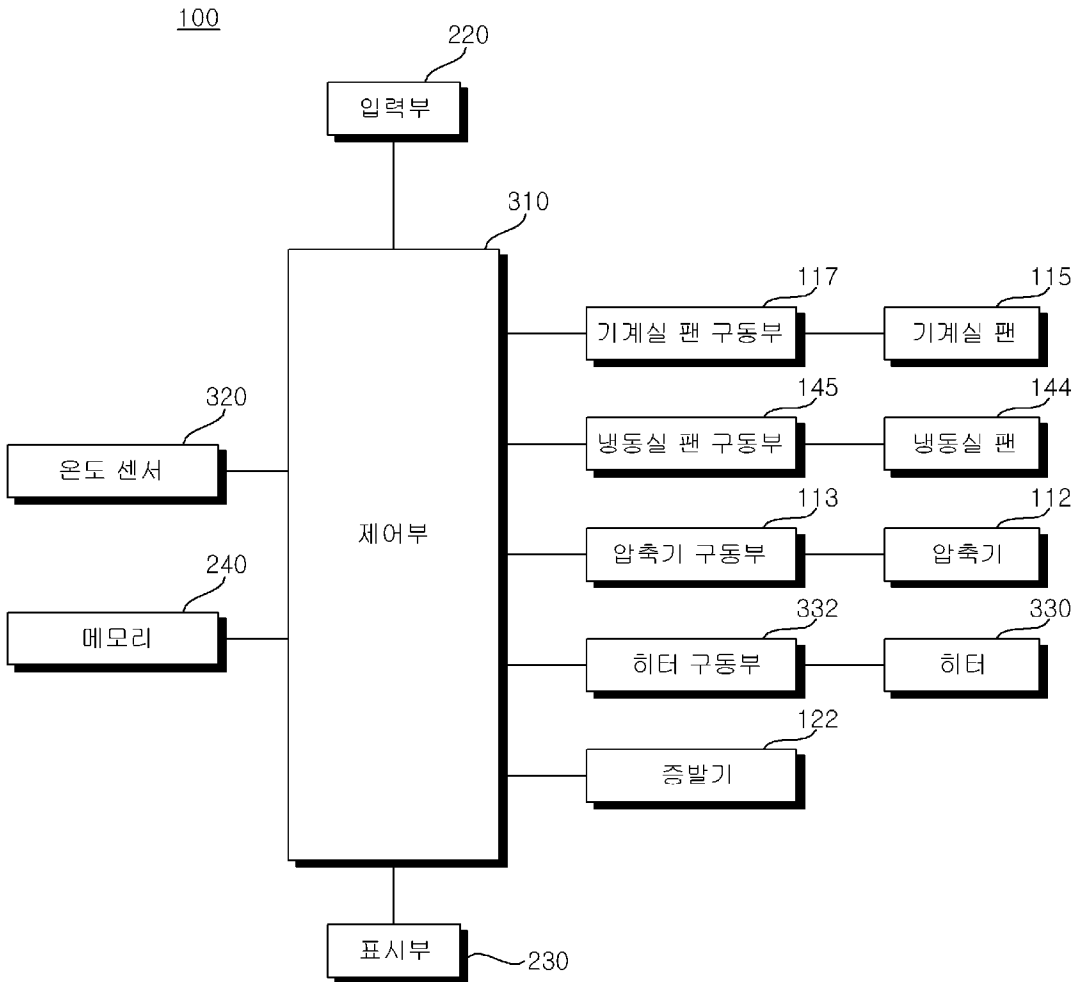 100
220
입력부
310
117
115
기계실 팬 구동부
기계실 팬
320
145
144
온도 센서
냉동실 팬 구동부
냉동실 팬
113
112
제어부
압축기 구동부
압축기
240
332
330
메모리
히터 구동부
히터
122
증발기
표시부
230